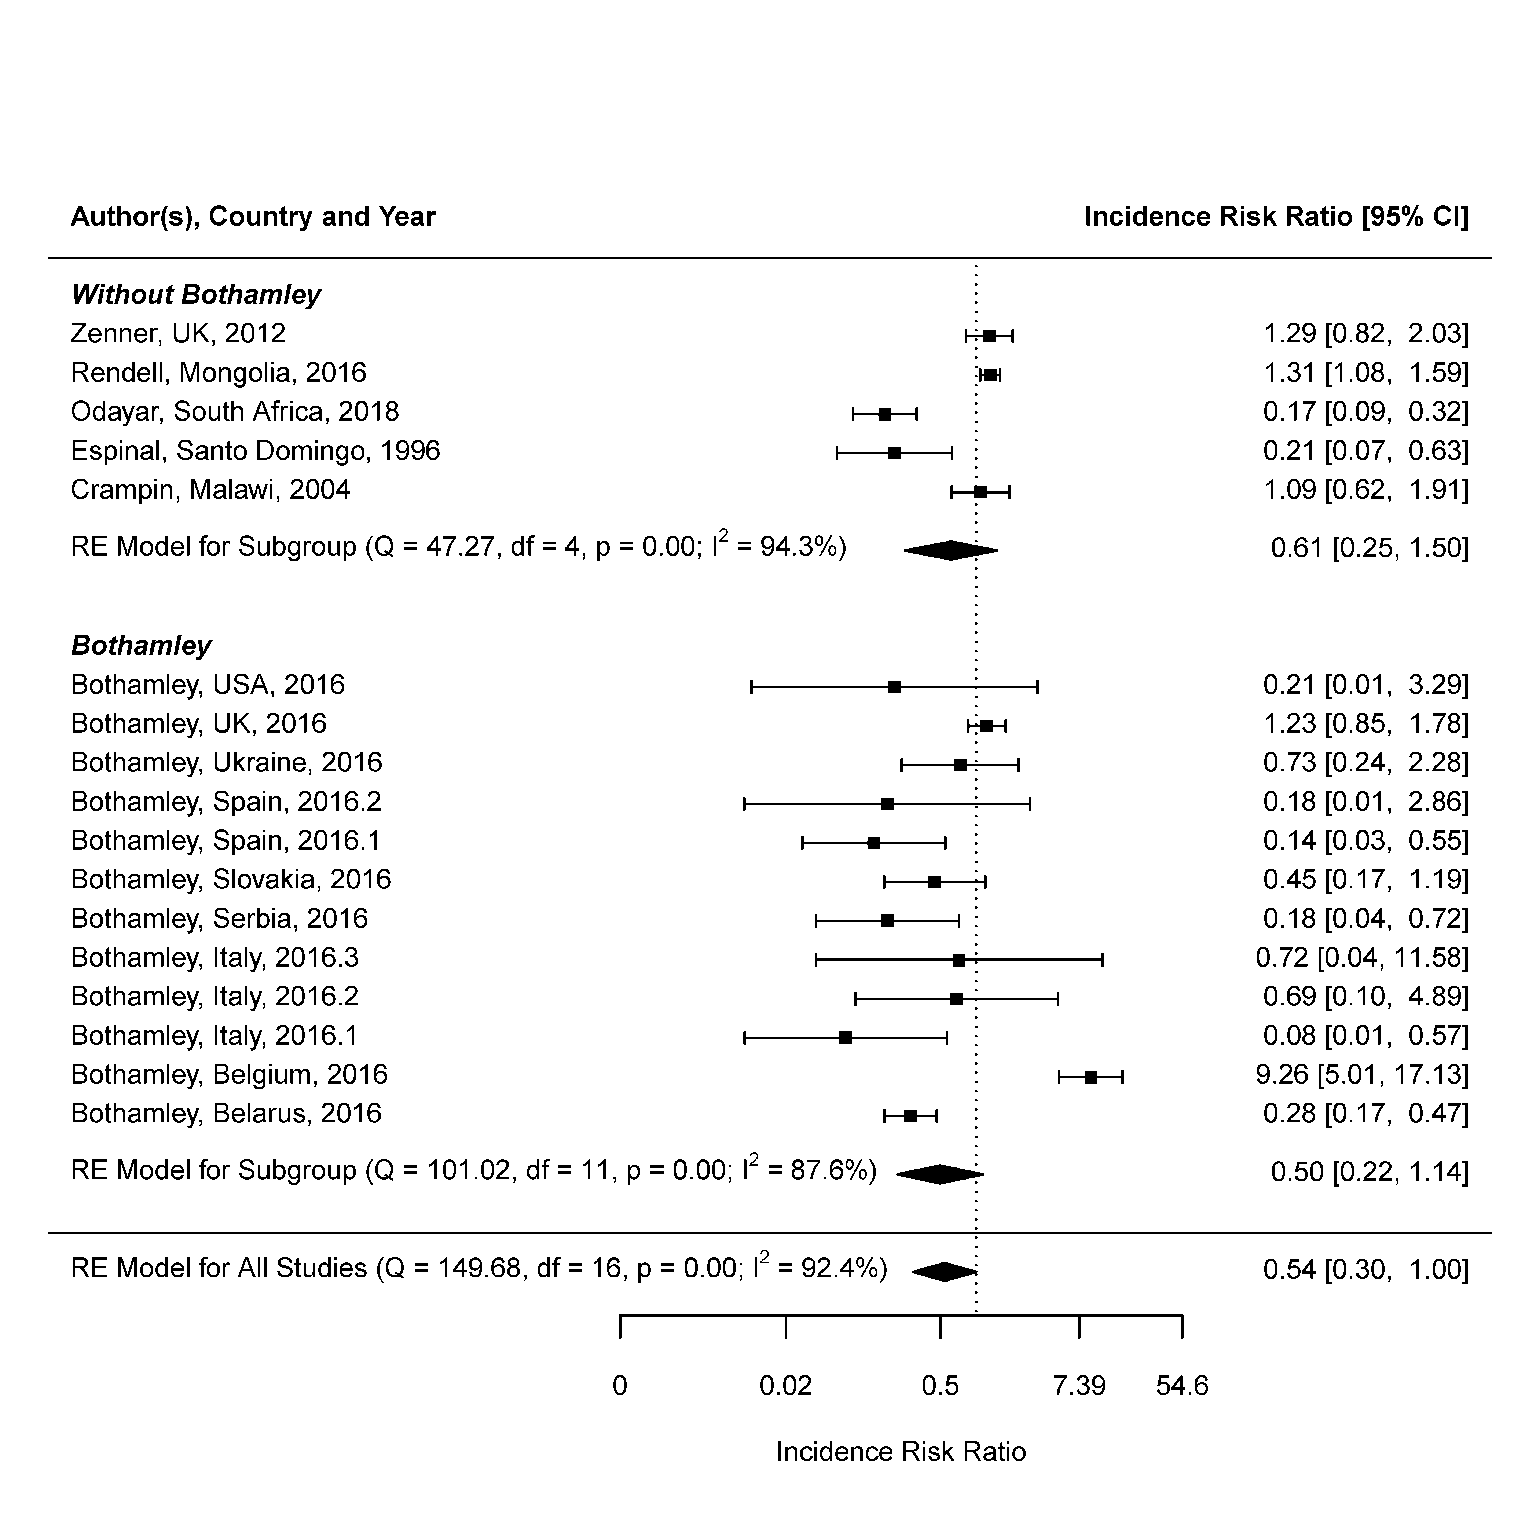 Author(s), Country and Year Incidence Risk Ratio [95% CI]
Without Bothamley
Zenner, UK, 2012 1.29 [0.82, 2.03]
Rendell, Mongolia, 2016 1.31 [1.08, 1.59]
Odayar, South Africa, 2018 0.17 [0.09, 0.32]
Espinal, Santo Domingo, 1996 0.21 [0.07, 0.63]
Crampin, Malawi, 2004 1.09 [0.62, 1.91]
RE Model for Subgroup (Q = 47.27, df = 4, p = 0.00; I² = 94.3%) 0.61 [0.25, 1.50]
Bothamley
Bothamley, USA, 2016 0.21 [0.01, 3.29]
Bothamley, UK, 2016 1.23 [0.85, 1.78]
Bothamley, Ukraine, 2016 0.73 [0.24, 2.28]
Bothamley, Spain, 2016.2 0.18 [0.01, 2.86]
Bothamley, Spain, 2016.1 0.14 [0.03, 0.55]
Bothamley, Slovakia, 2016 0.45 [0.17, 1.19]
Bothamley, Serbia, 2016 0.18 [0.04, 0.72]
Bothamley, Italy, 2016.3 0.72 [0.04, 11.58]
Bothamley, Italy, 2016.2 0.69 [0.10, 4.89]
Bothamley, Italy, 2016.1 0.08 [0.01, 0.57]
Bothamley, Belgium, 2016 9.26 [5.01, 17.13]
Bothamley, Belarus, 2016 0.28 [0.17, 0.47]
RE Model for Subgroup (Q = 101.02, df = 11, p = 0.00; I² = 87.6%) 0.50 [0.22, 1.14]
RE Model for All Studies (Q = 149.68, df = 16, p = 0.00; I² = 92.4%) 0.54 [0.30, 1.00]
0 0.02 0.5 7.39 54.6
Incidence Risk Ratio